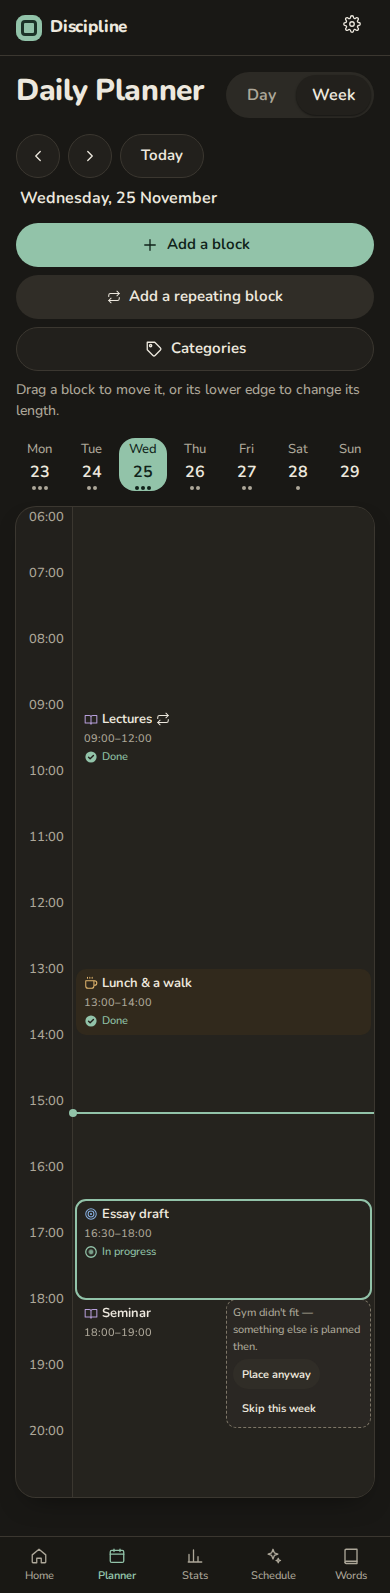 Discipline
Daily Planner
Day
Week
Today
Wednesday, 25 November
Add a block
Add a repeating block
Categories
Drag a block to move it, or its lower edge to change its
length.
Mon
Tue
Wed
Thu
Fri
Sat
Sun
23
24
25
26
27
28
29
06:00
07:00
08:00
09:00
Lectures
09:00–12:00
Done
10:00
11:00
12:00
13:00
Lunch & a walk
13:00–14:00
Done
14:00
15:00
16:00
Essay draft
16:30–18:00
17:00
In progress
18:00
Seminar
18:00–19:00
Gym didn't fit —
something else is planned
then.
Place anyway
Skip this week
19:00
20:00
Home
Planner
Stats
Schedule
Words